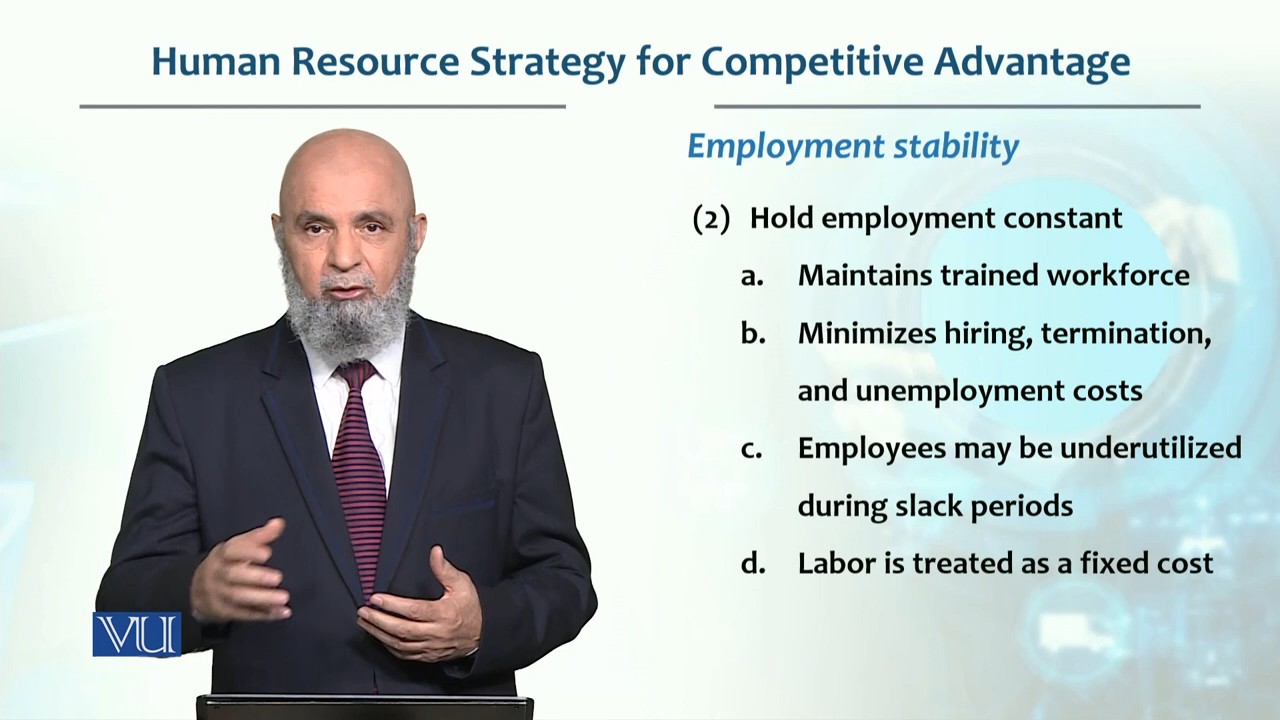 Human Resource Strategy for Competitive Advantage
Employment stability
(2) Hold employment constant
a. Maintains trained workforce
b. Minimizes hiring, termination,
and unemployment costs
c. Employees may be underutilized
during slack periods
d. Labor is treated as a fixed cost
VU